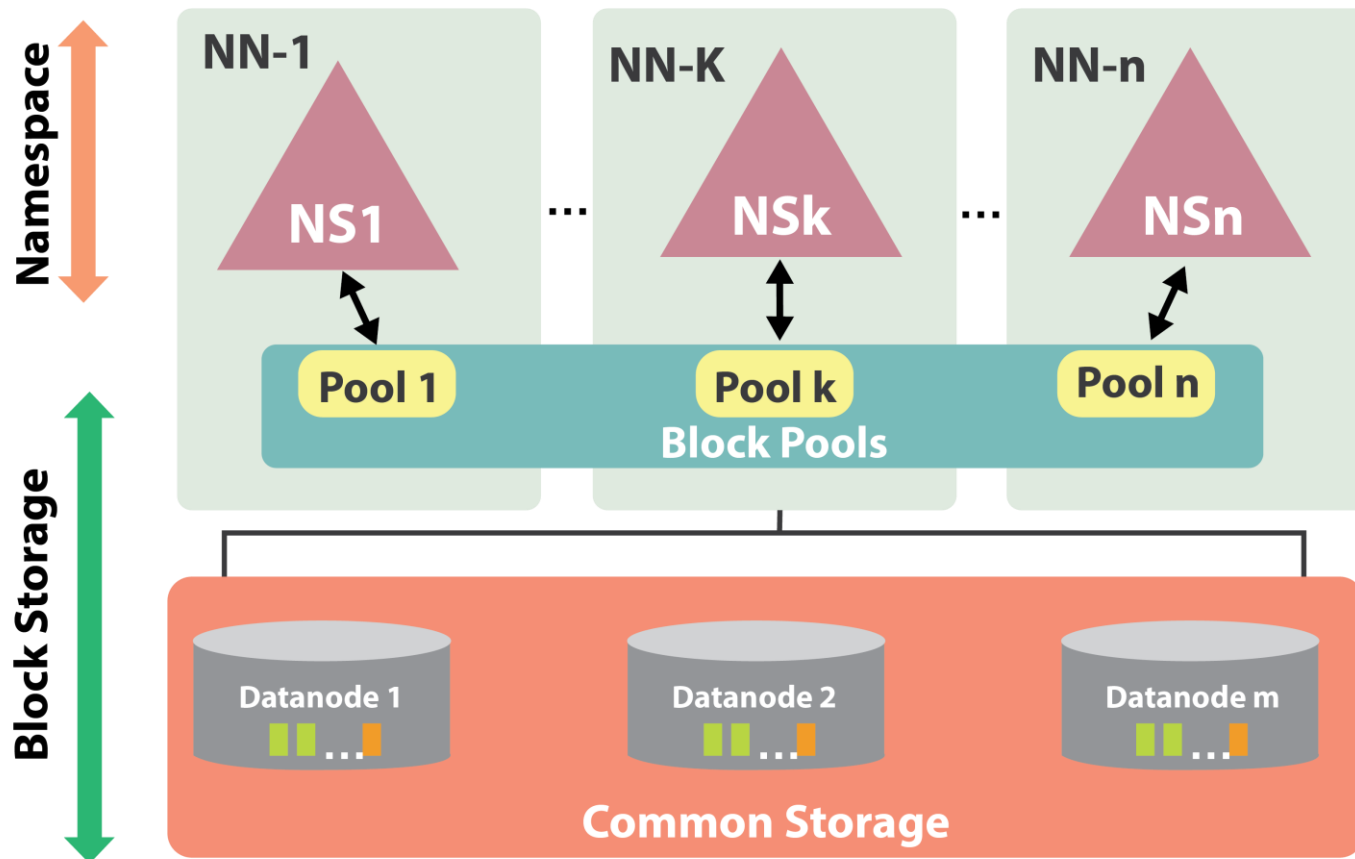 Namespace
NN-1
NN-K
NN-n
NS1
...
NSk
...
NSn
Block Storage
Pool 1
Pool k
Pool n
Block Pools
Datanode 1
...
Datanode 2
...
Datanode m
...
Common Storage